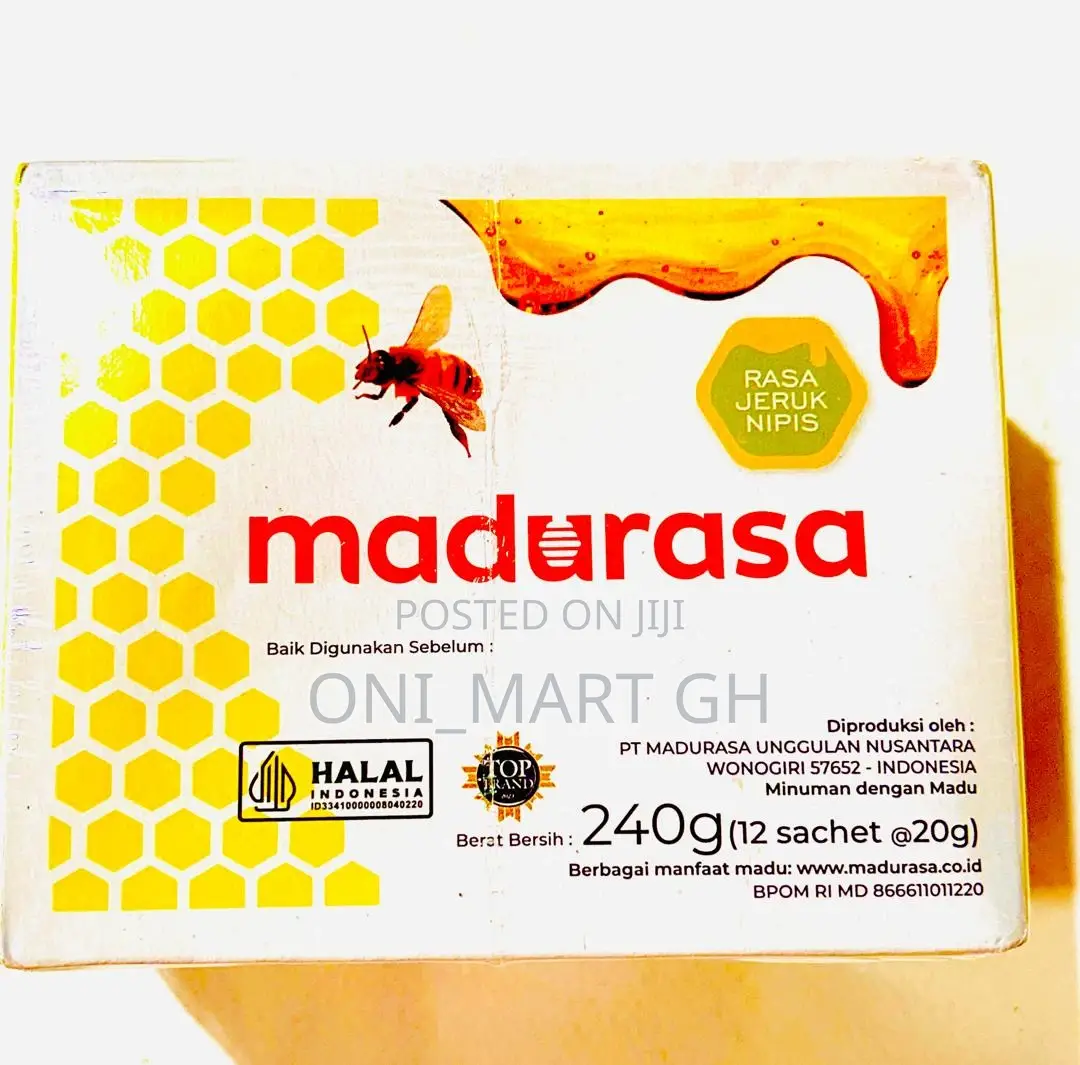 RASA
JERUK
NIPIS
madurasa
POSTED ON JIJI
Baik Digunakan Sebelum :
ONI_MART GH
Diproduksi oleh :
PT MADURASA UNGGULAN NUSANTARA
WONOGIRI 57652 - INDONESIA
Minuman dengan Madu
HALAL
INDONESIA
ID33410000008040220
TOP
BRAND
Berat Bersih : 240g (12 sachet @20g)
Berbagai manfaat madu: www.madurasa.co.id
BPOM RI MD 866611011220